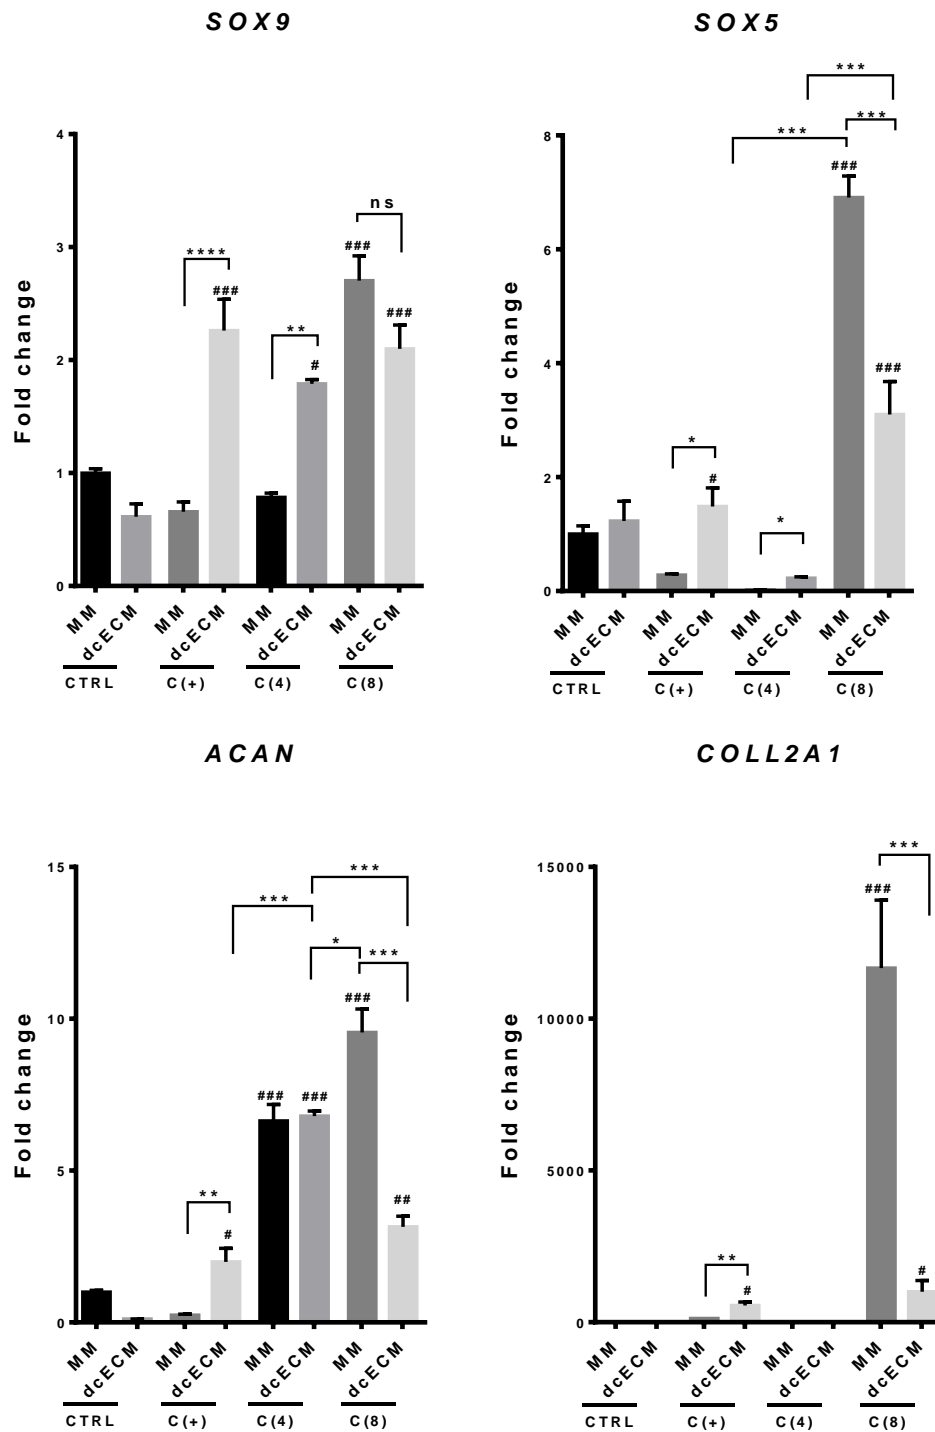 SOX9
Fold change
4
3
2
1
0
****
###
**
#
###
ns
###
MM
dcECM
MM
dcECM
MM
dcECM
MM
dcECM
CTRL
C(+)
C(4)
C(8)
SOX5
Fold change
8
6
4
2
0
*
#
*
***
###
***
***
###
MM
dcECM
MM
dcECM
MM
dcECM
MM
dcECM
CTRL
C(+)
C(4)
C(8)
ACAN
Fold change
15
10
5
0
**
#
***
###
###
***
*
***
###
##
MM
dcECM
MM
dcECM
MM
dcECM
MM
dcECM
CTRL
C(+)
C(4)
C(8)
COLL2A1
Fold change
15000
10000
5000
0
**
#
***
###
#
MM
dcECM
MM
dcECM
MM
dcECM
MM
dcECM
CTRL
C(+)
C(4)
C(8)